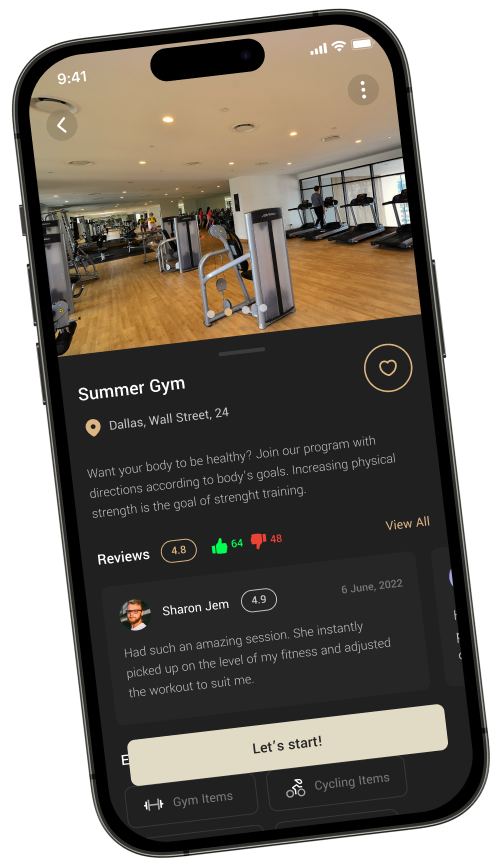 9:41
Summer Gym
Dallas, Wall Street, 24
Want your body to be healthy? Join our program with
directions according to body's goals. Increasing physical
strength is the goal of strenght training.
Reviews 4.8 64 48 View All
Sharon Jem 4.9 6 June, 2022
Had such an amazing session. She instantly
picked up on the level of my fitness and adjusted
the workout to suit me.
Let's start!
Gym Items
Cycling Items